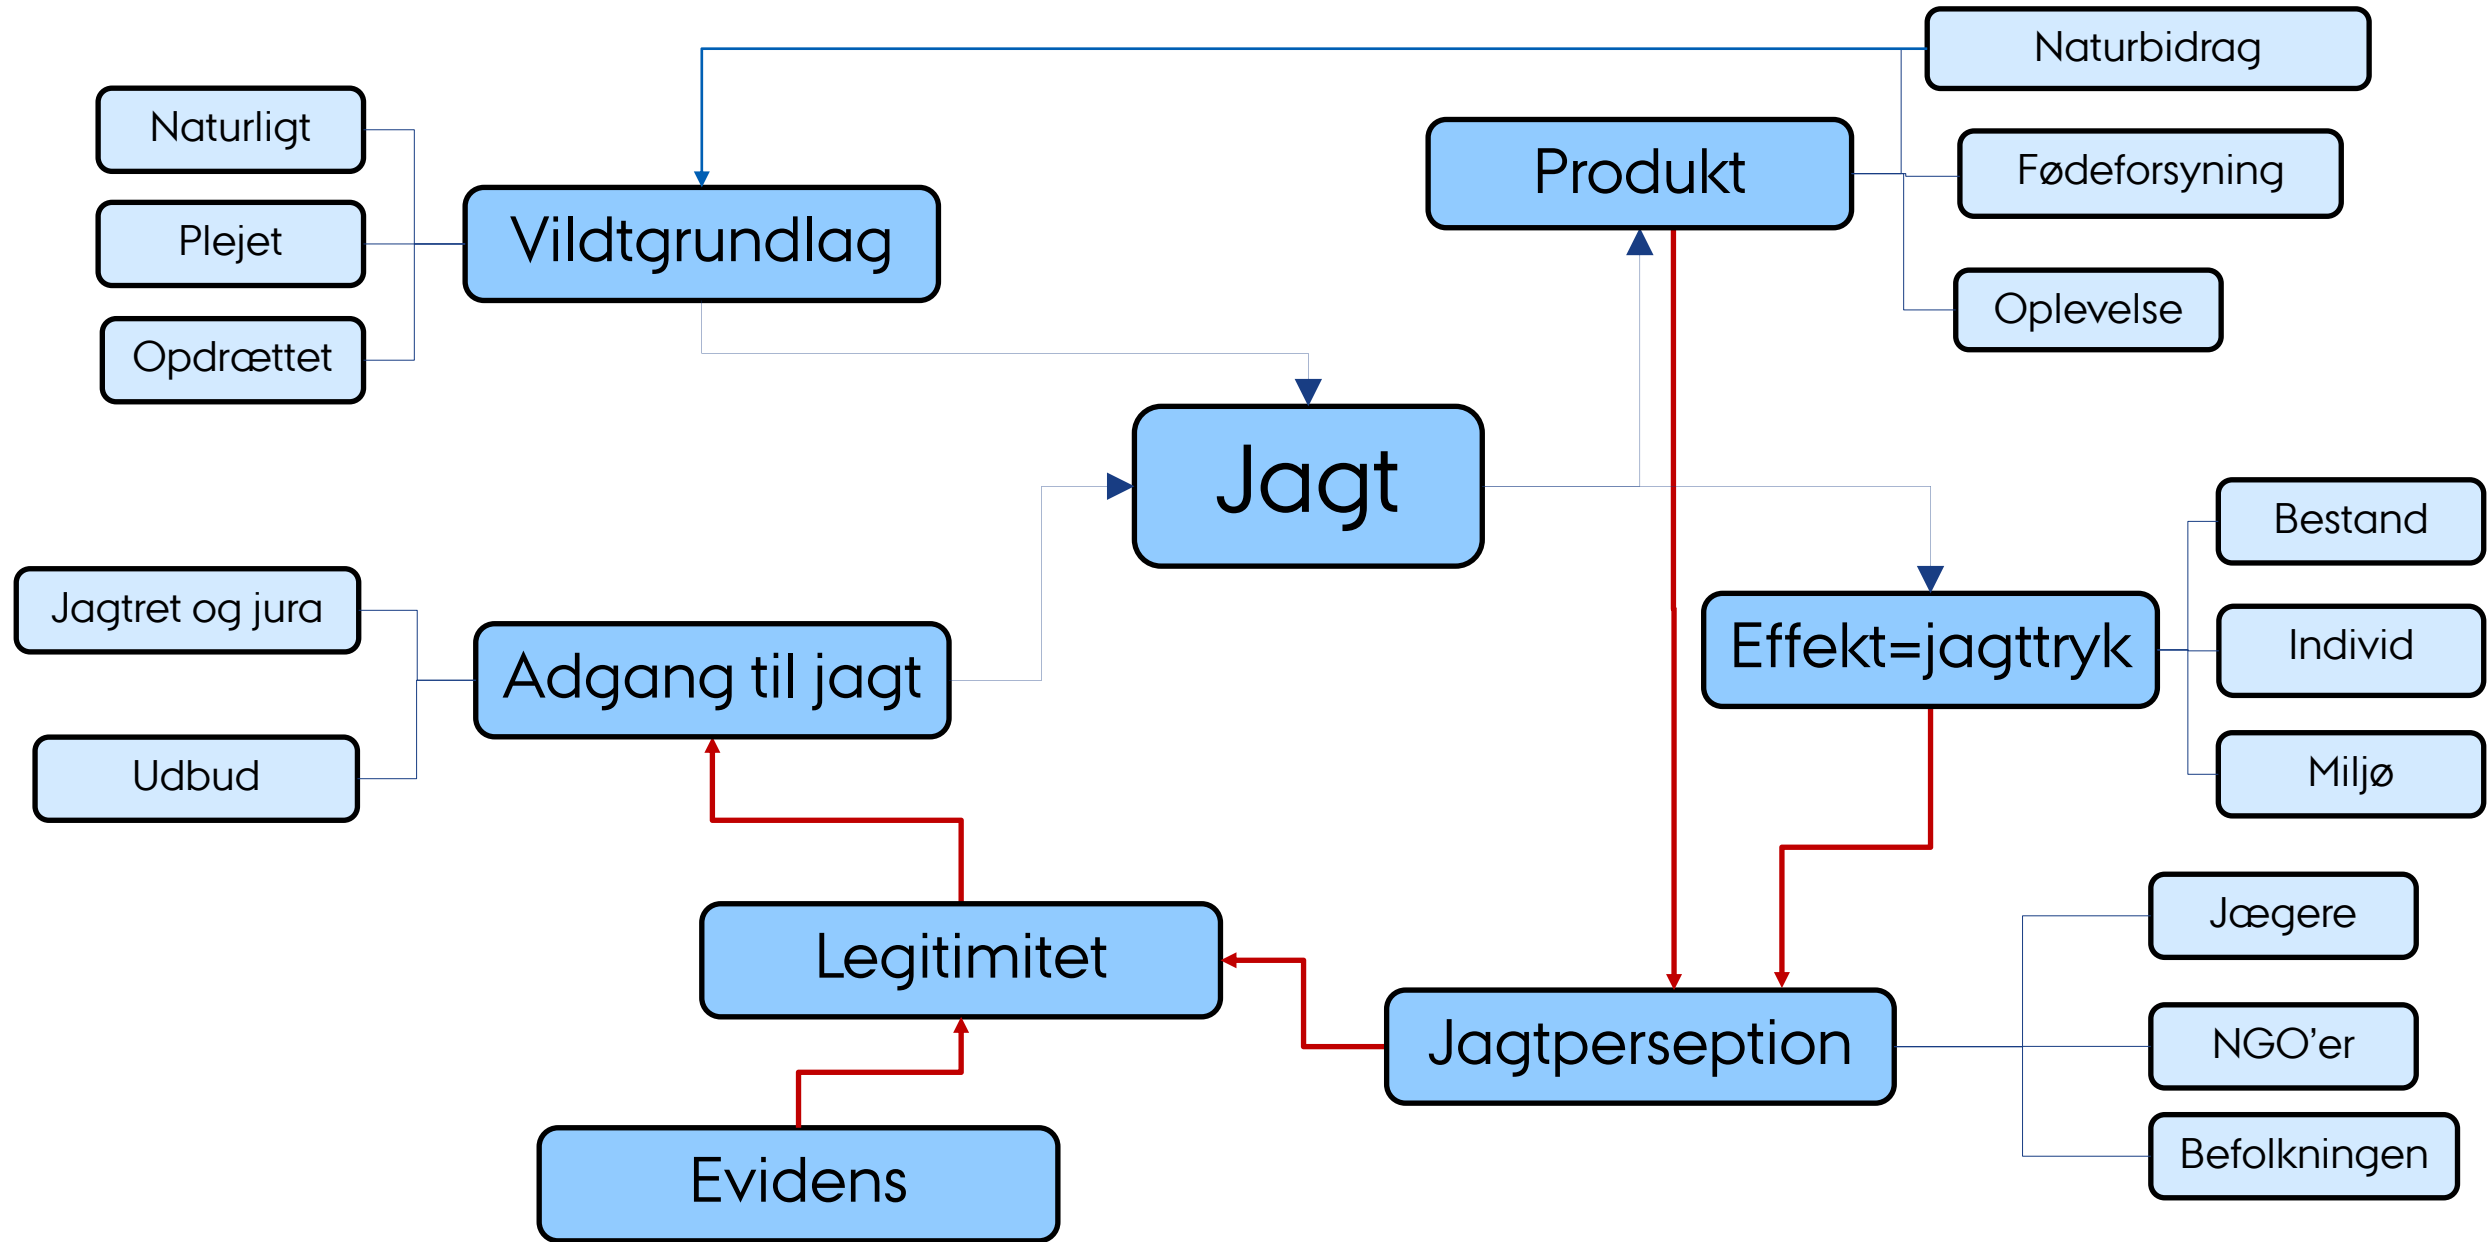 Naturbidrag
Naturligt
Produkt
Fødeforsyning
Plejet
Vildtgrundlag
Oplevelse
Opdrættet
Jagt
Bestand
Jagtret og jura
Adgang til jagt
Effekt=jagttryk
Individ
Udbud
Miljø
Jægere
Legitimitet
Jagtperseption
NGO’er
Befolkningen
Evidens